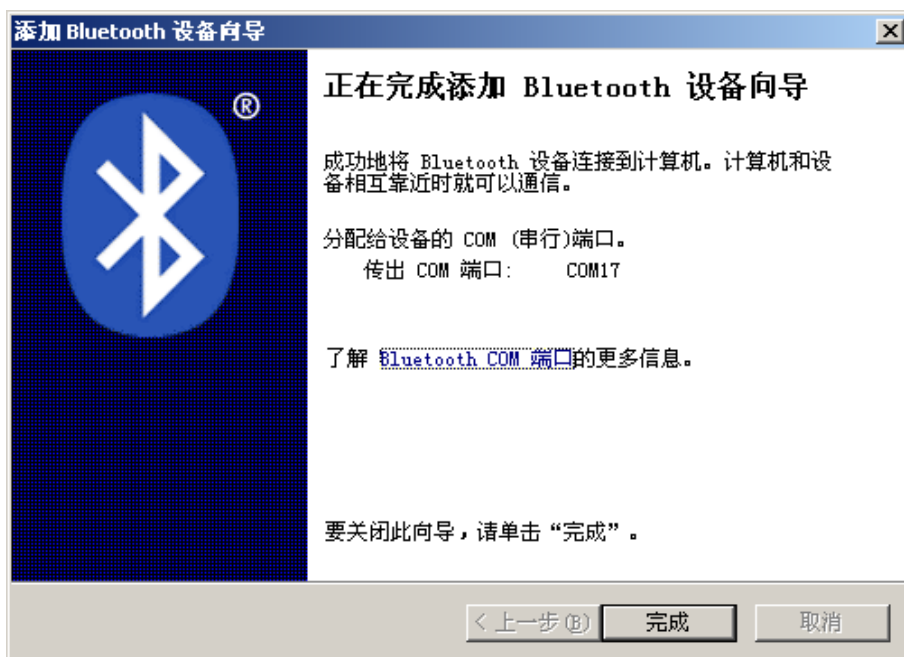 添加 Bluetooth 设备向导
®
正在完成添加 Bluetooth 设备向导
成功地将 Bluetooth 设备连接到计算机。计算机和设
备相互靠近时就可以通信。
分配给设备的 COM (串行)端口。
传出 COM 端口: COM17
了解 Bluetooth COM 端口的更多信息。
要关闭此向导，请单击“完成”。
< 上一步(B) 完成 取消